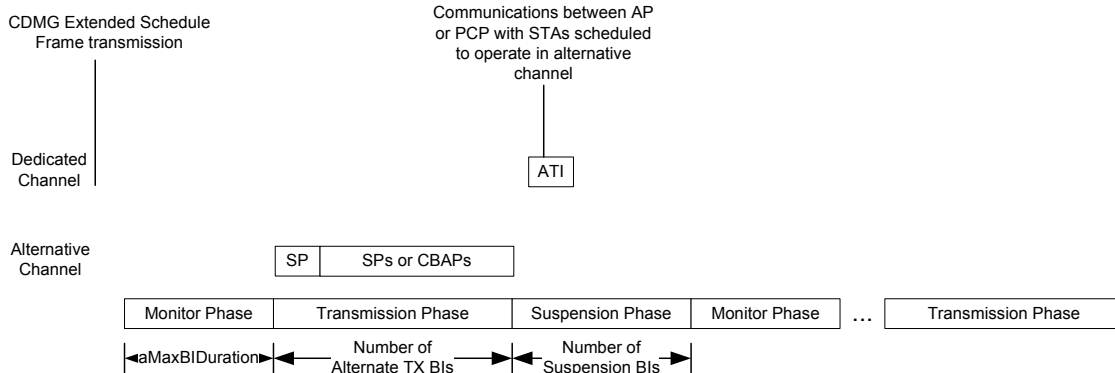 CDMG Extended Schedule
Frame transmission
Communications between AP
or PCP with STAs scheduled
to operate in alternative
channel
Dedicated
Channel
ATI
Alternative
Channel
SP
SPs or CBAPs
Monitor Phase
Transmission Phase
Suspension Phase
Monitor Phase
...
Transmission Phase
aMaxBIDuration
Number of
Alternate TX BIs
Number of
Suspension BIs